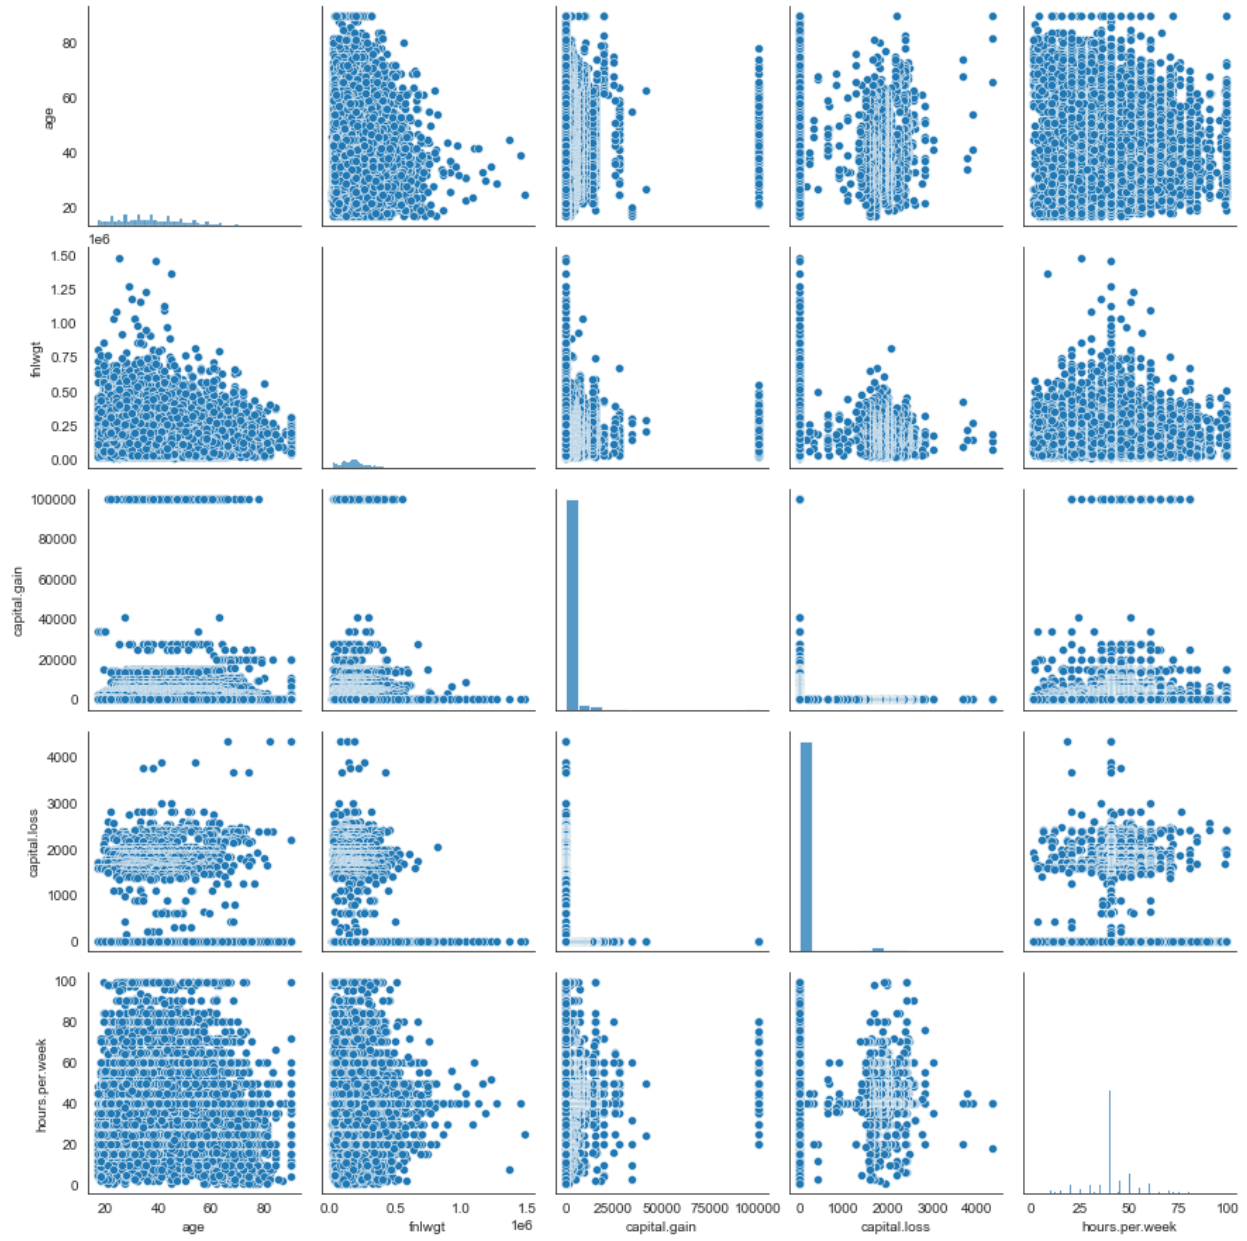 80
60
40
20
age
1e6
1.50
1.25
1.00
0.75
0.50
0.25
0.00
fnlwgt
100000
80000
60000
40000
20000
0
capital.gain
4000
3000
2000
1000
0
capital.loss
100
80
60
40
20
0
hours.per.week
20 40 60 80
0.0 0.5 1.0 1.5
0 25000 50000 75000 100000
0 1000 2000 3000 4000
0 25 50 75 100
1e6
age fnlwgt capital.gain capital.loss hours.per.week